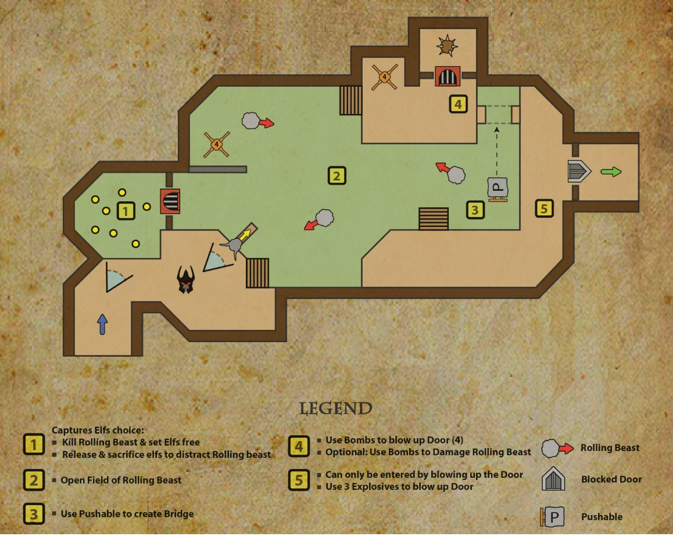 4
4
4
P
1
2
3
5
LEGEND
1
Captures Elfs choice:
Kill Rolling Beast & set Elfs free
Release & sacrifice elfs to distract Rolling beast
2
Open Field of Rolling Beast
3
Use Pushable to create Bridge
4
Use Bombs to blow up Door (4)
Optional: Use Bombs to Damage Rolling Beast
5
Can only be entered by blowing up the Door
Use 3 Explosives to blow up Door
Rolling Beast
Blocked Door
P
Pushable